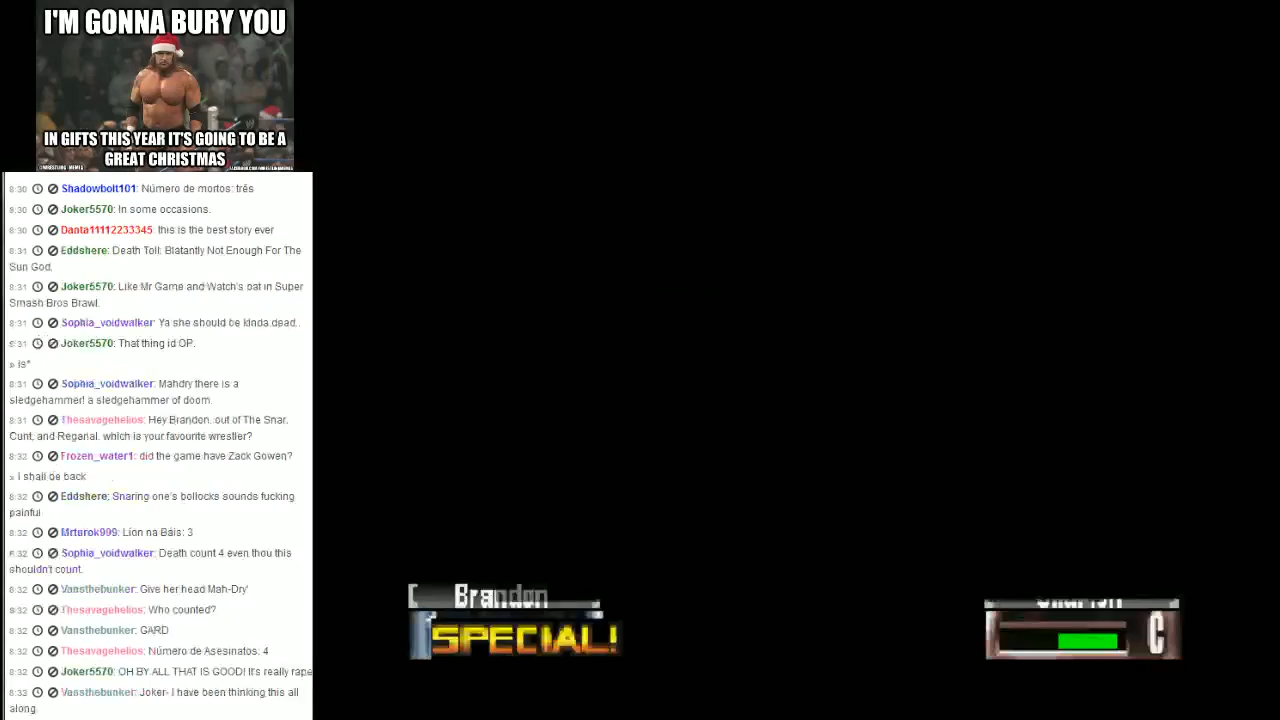 I'M GONNA BURY YOU
IN GIFTS THIS YEAR IT'S GOING TO BE A
GREAT CHRISTMAS
8:30 Shadowbolt101: Número de mortos: três
8:30 Joker5570: In some occasions.
8:30 Danta11112233345: this is the best story ever
8:31 Eddshere: Death Toll: Blatantly Not Enough For The
Sun God.
8:31 Joker5570: Like Mr Game and Watch's bat in Super
Smash Bros Brawl.
8:31 Sophia_voidwalker: Ya she should be kinda dead..
8:31 Joker5570: That thing id OP.
» is*
8:31 Sophia_voidwalker: Mahdry there is a
sledgehammer! a sledgehammer of doom.
8:31 Thesavagehelios: Hey Brandon, out of The Snar,
Cunt, and Reganal, which is your favourite wrestler?
8:32 Frozen_water1: did the game have Zack Gowen?
» I shall be back
8:32 Eddshere: Snaring one's bollocks sounds fucking
painful
8:32 Mrturok999: Líon na Báis: 3
8:32 Sophia_voidwalker: Death count 4 even thou this
shouldn't count.
8:32 Vansthebunker: Give her head Mah-Dry'
8:32 Thesavagehelios: Who counted?
8:32 Vansthebunker: GARD
8:32 Thesavagehelios: Número de Asesinatos: 4
8:32 Joker5570: OH BY ALL THAT IS GOOD! It's really rape
8:32 Vansthebunker: Joker- I have been thinking this all
along.
Brandon
SPECIAL!
C